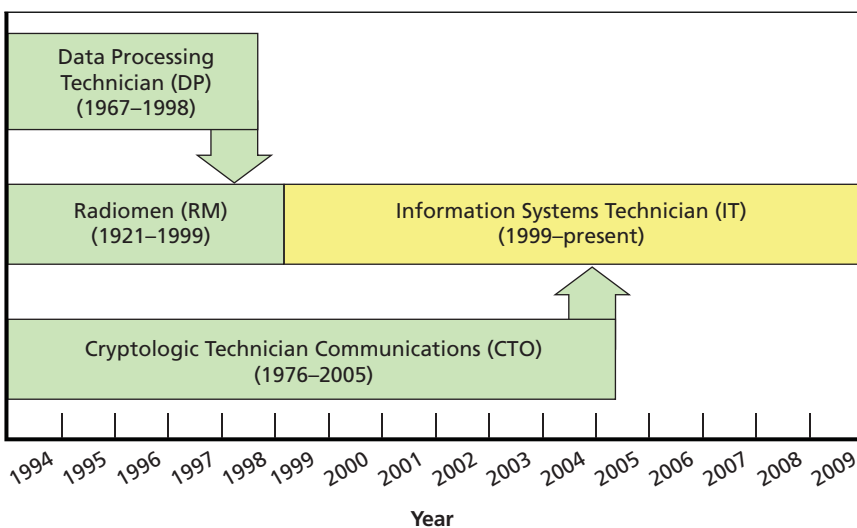 Data Processing
Technician (DP)
(1967–1998)
Radiomen (RM)
(1921–1999)
Information Systems Technician (IT)
(1999–present)
Cryptologic Technician Communications (CTO)
(1976–2005)
1994 1995 1996 1997 1998 1999 2000 2001 2002 2003 2004 2005 2006 2007 2008 2009
Year